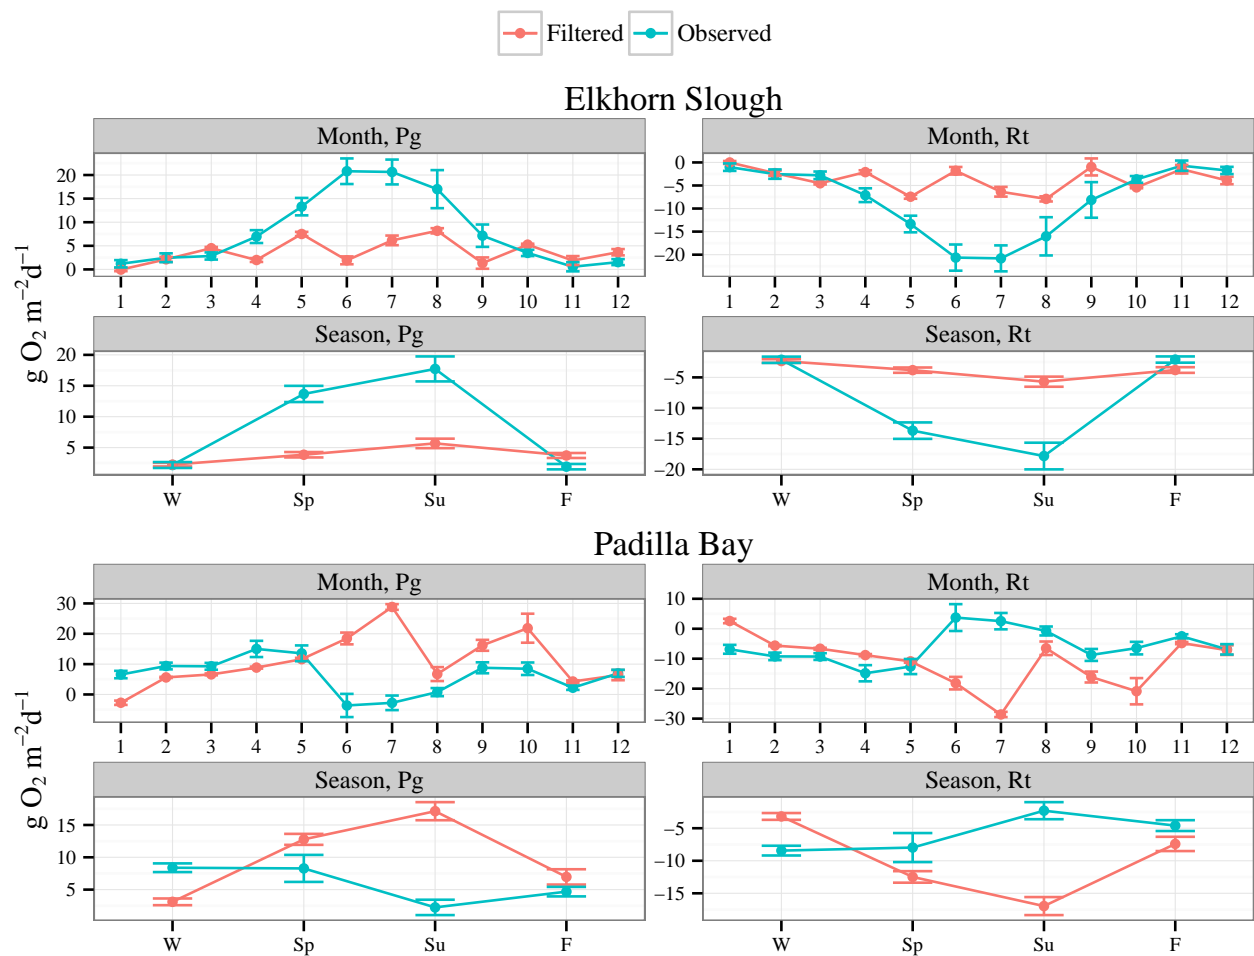 Filtered Observed
Elkhorn Slough
g O₂ m⁻²d⁻¹
Month, Pg
20
15
10
5
0
1 2 3 4 5 6 7 8 9 10 11 12
Month, Rt
0
−5
−10
−15
−20
1 2 3 4 5 6 7 8 9 10 11 12
Season, Pg
20
15
10
5
W Sp Su F
Season, Rt
−5
−10
−15
−20
W Sp Su F
Padilla Bay
g O₂ m⁻²d⁻¹
Month, Pg
30
20
10
0
1 2 3 4 5 6 7 8 9 10 11 12
Month, Rt
10
0
−10
−20
−30
1 2 3 4 5 6 7 8 9 10 11 12
Season, Pg
15
10
5
W Sp Su F
Season, Rt
−5
−10
−15
W Sp Su F